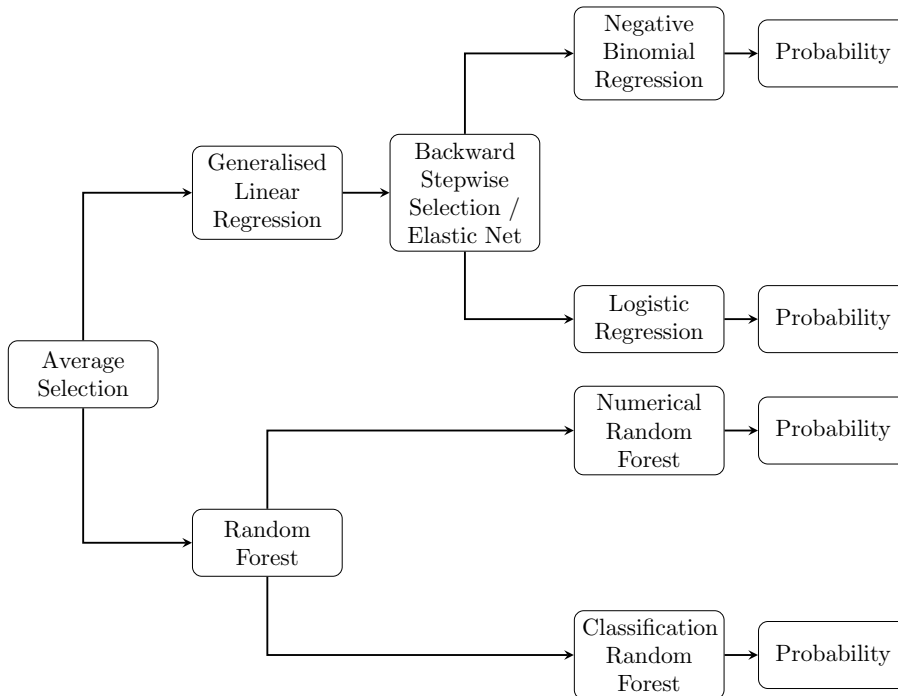 Negative
Binomial
Regression
Probability
Generalised
Linear
Regression
Backward
Stepwise
Selection /
Elastic Net
Logistic
Regression
Probability
Average
Selection
Numerical
Random
Forest
Probability
Random
Forest
Classification
Random
Forest
Probability